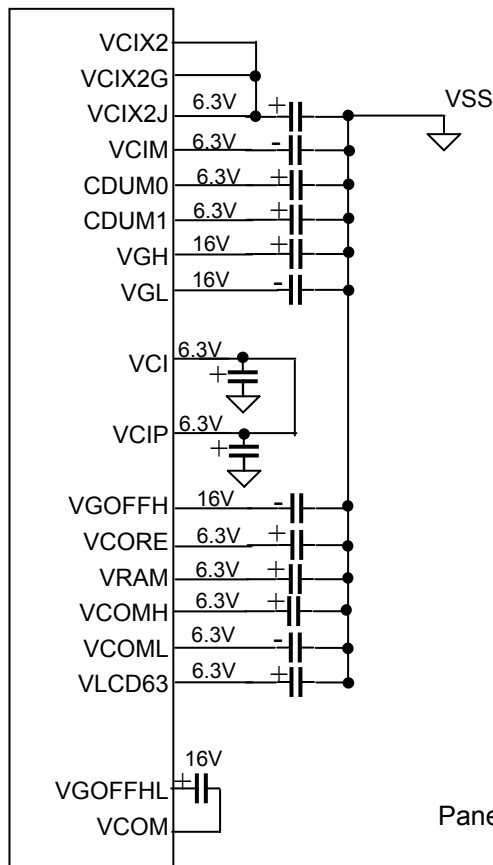 VCIX2
VCIX2G
VCIX2J 6.3V + VSS
VCIM 6.3V -
CDUM0 6.3V +
CDUM1 6.3V +
VGH 16V +
VGL 16V -
VCI 6.3V +
VCIP 6.3V +
VGOFFH 16V -
VCORE 6.3V +
VRAM 6.3V +
VCOMH 6.3V +
VCOML 6.3V -
VLCD63 6.3V +
16V
VGOFFHL +
VCOM
Pane